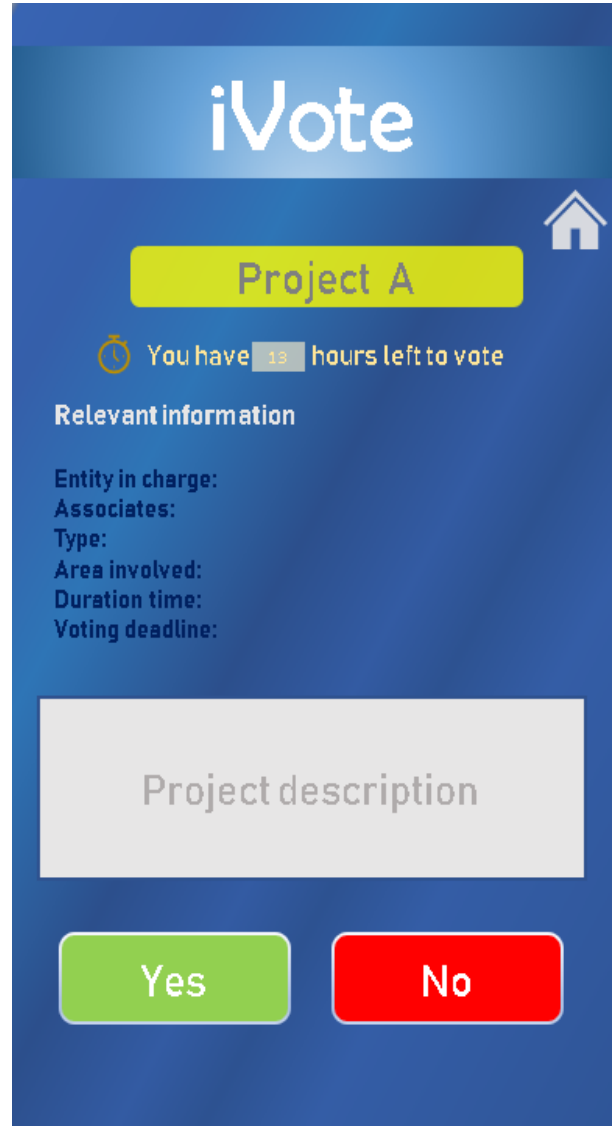 iVote
Project A
You have 13 hours left to vote
Relevant information
Entity in charge:
Associates:
Type:
Area involved:
Duration time:
Voting deadline:
Project description
Yes
No